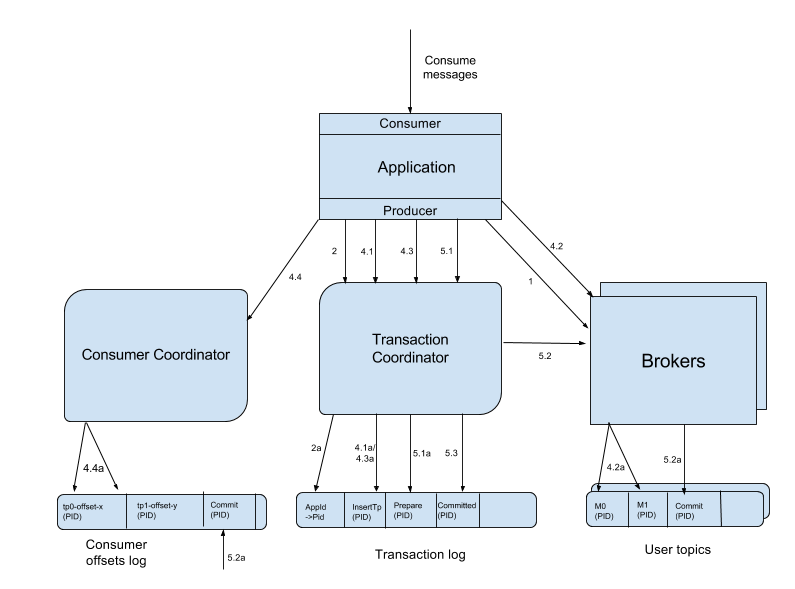 Consume
messages
Consumer
Application
Producer
2
4.1
4.3
5.1
4.2
4.4
1
Consumer Coordinator
Transaction
Coordinator
5.2
Brokers
4.4a
2a
4.1a/
4.3a
5.1a
5.3
4.2a
5.2a
tp0-offset-x
(PID)
tp1-offset-y
(PID)
Commit
(PID)
AppId
->Pid
InsertTp
(PID)
Prepare
(PID)
Committed
(PID)
M0
(PID)
M1
(PID)
Commit
(PID)
Consumer
offsets log
5.2a
Transaction log
User topics